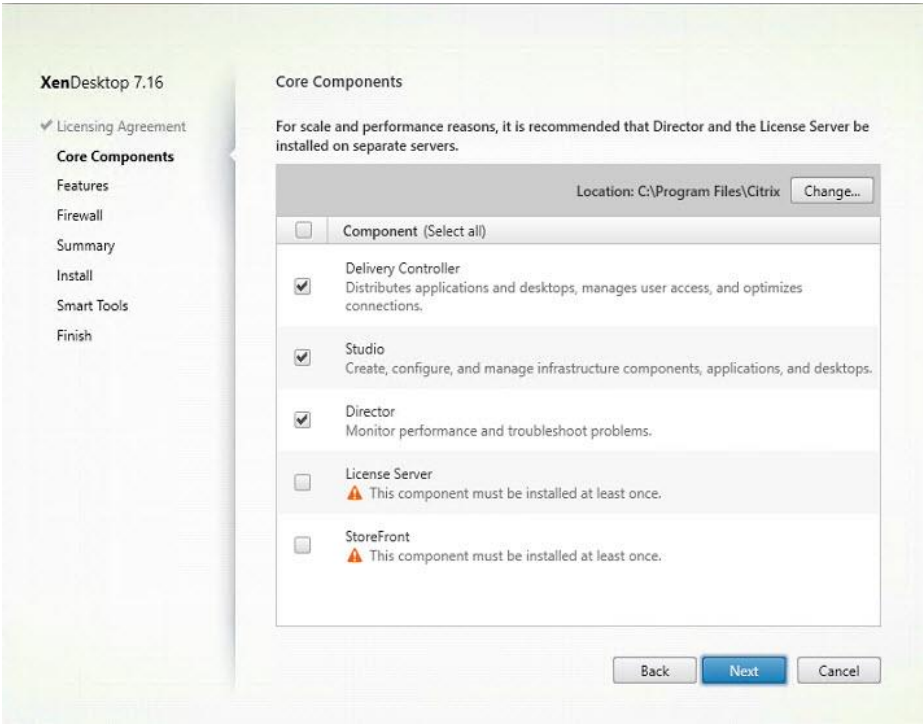 XenDesktop 7.16
Licensing Agreement
Core Components
Features
Firewall
Summary
Install
Smart Tools
Finish
Core Components
For scale and performance reasons, it is recommended that Director and the License Server be
installed on separate servers.
Location: C:\Program Files\Citrix
Change...
Component (Select all)
Delivery Controller
Distributes applications and desktops, manages user access, and optimizes
connections.
Studio
Create, configure, and manage infrastructure components, applications, and desktops.
Director
Monitor performance and troubleshoot problems.
License Server
This component must be installed at least once.
StoreFront
This component must be installed at least once.
Back
Next
Cancel